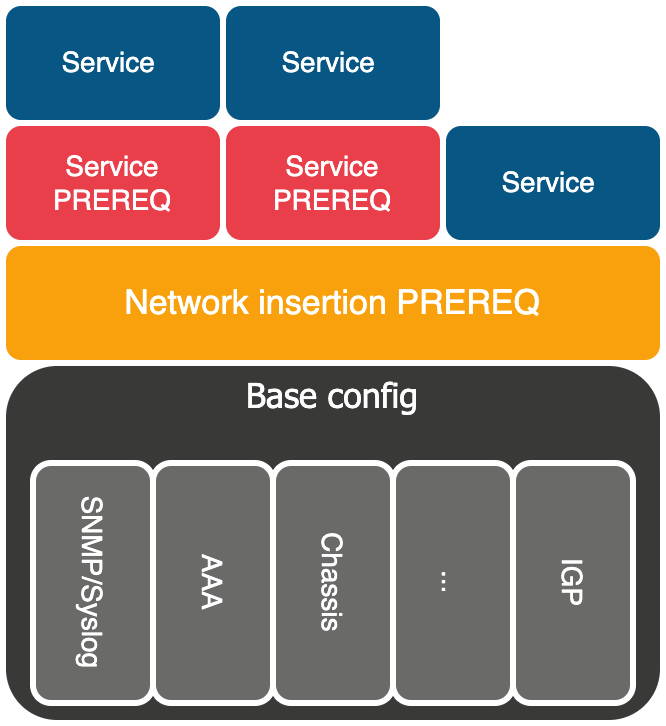 Service
Service
Service
PREREQ
Service
PREREQ
Service
Network insertion PREREQ
Base config
SNMP/Syslog
AAA
Chassis
...
IGP